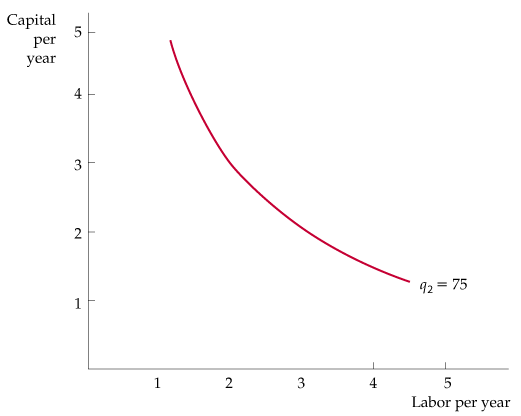 Capital
per
year
5
4
3
2
1
q₂ = 75
1 2 3 4 5
Labor per year